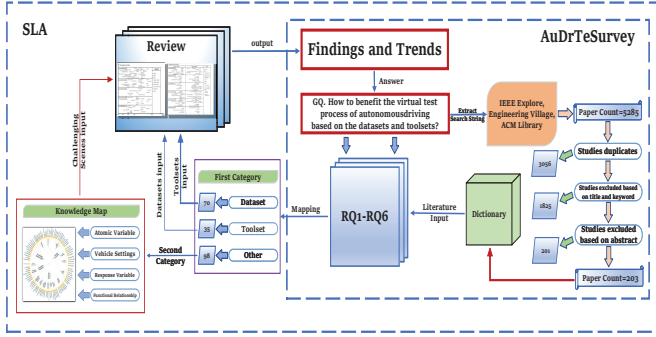 SLA
AuDrTeSurvey
Review
output
Findings and Trends
Answer
GQ. How to benefit the virtual test
process of autonomousdriving
based on the datasets and toolsets?
Extract
Search String
IEEE Explore,
Engineering Village,
ACM Library
Paper Count=5285
Studies duplicates
3056
Studies excluded based
on title and keyword
1825
Studies excluded
based on abstract
201
Paper Count=203
Dictionary
Literature
Input
RQ1-RQ6
Mapping
First Category
70
Dataset
35
Toolset
98
Other
Datasets input
Toolsets input
Second
Category
Challenging
Scenes input
Knowledge Map
Atomic Variable
Vehicle Settings
Response Variable
Functional Relationship